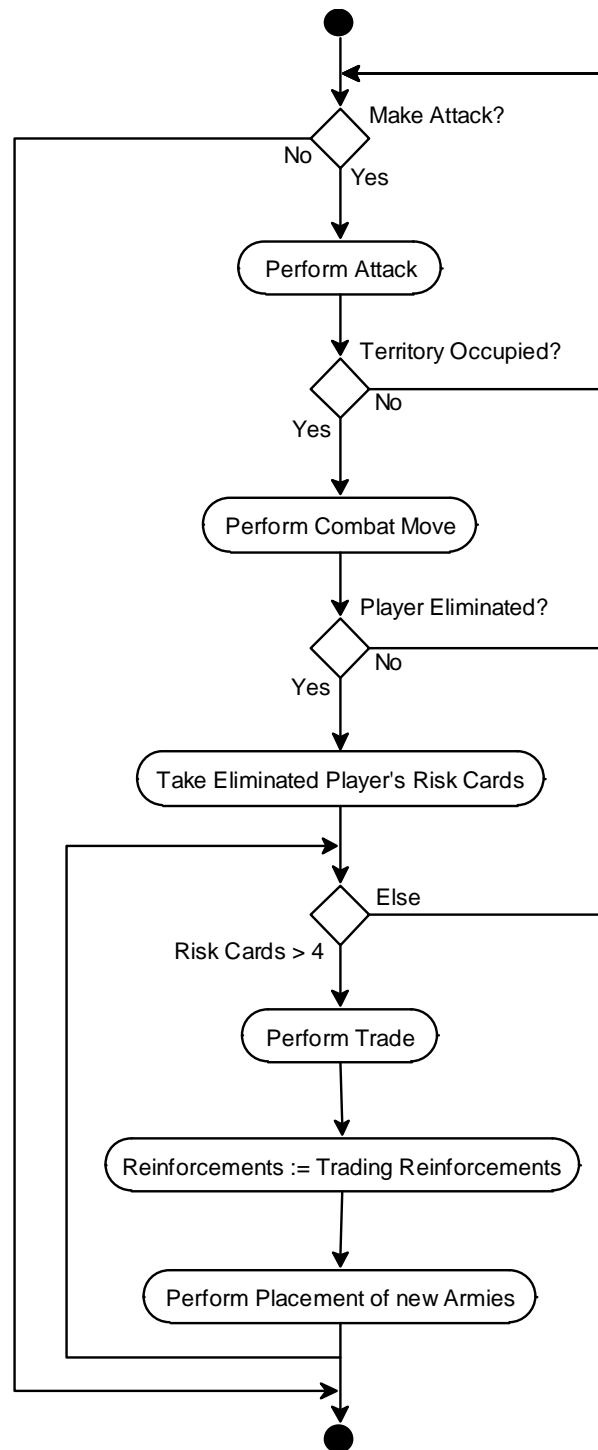 Make Attack?
No
Yes
Perform Attack
Territory Occupied?
No
Yes
Perform Combat Move
Player Eliminated?
No
Yes
Take Eliminated Player's Risk Cards
Else
Risk Cards > 4
Perform Trade
Reinforcements := Trading Reinforcements
Perform Placement of new Armies